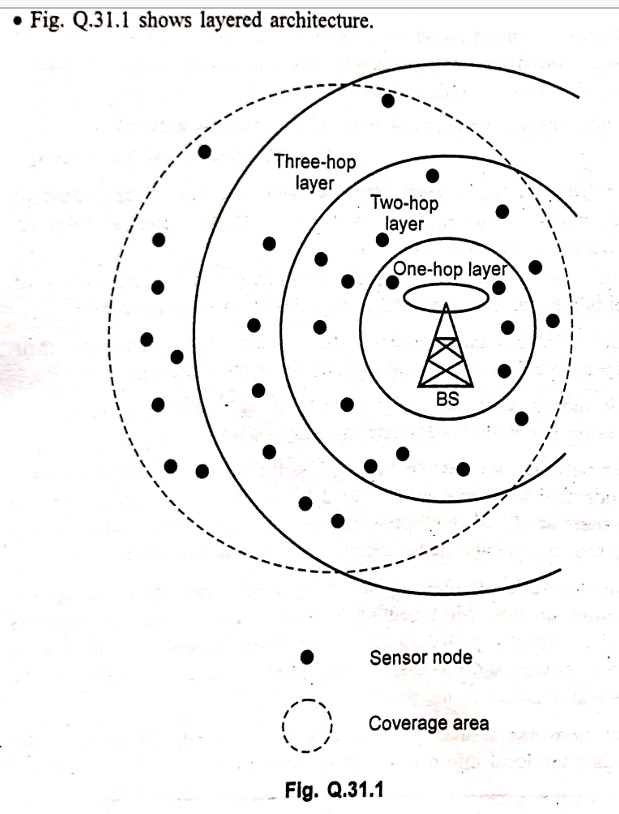 • Fig. Q.31.1 shows layered architecture.
Three-hop
layer
Two-hop
layer
One-hop layer
BS
Sensor node
Coverage area
Fig. Q.31.1